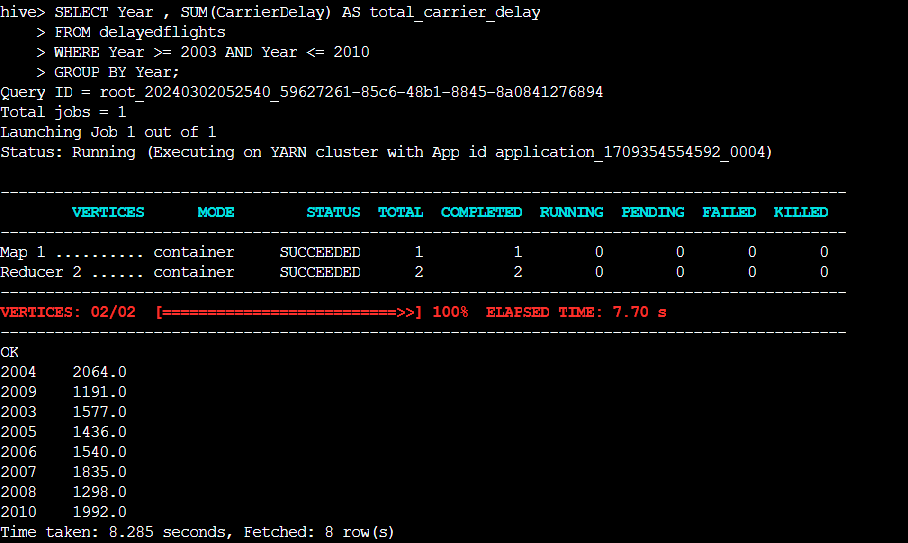 hive> SELECT Year , SUM(CarrierDelay) AS total_carrier_delay
    > FROM delayedflights
    > WHERE Year >= 2003 AND Year <= 2010
    > GROUP BY Year;
Query ID = root_20240302052540_59627261-85c6-48b1-8845-8a0841276894
Total jobs = 1
Launching Job 1 out of 1
Status: Running (Executing on YARN cluster with App id application_1709354554592_0004)

----------------------------------------------------------------------------------------------
        VERTICES      MODE        STATUS  TOTAL  COMPLETED  RUNNING  PENDING  FAILED  KILLED
----------------------------------------------------------------------------------------------
Map 1 .......... container     SUCCEEDED      1          1        0        0       0       0
Reducer 2 ...... container     SUCCEEDED      2          2        0        0       0       0
----------------------------------------------------------------------------------------------
VERTICES: 02/02  [==========================>>] 100%  ELAPSED TIME: 7.70 s
----------------------------------------------------------------------------------------------
OK
2004    2064.0
2009    1191.0
2003    1577.0
2005    1436.0
2006    1540.0
2007    1835.0
2008    1298.0
2010    1992.0
Time taken: 8.285 seconds, Fetched: 8 row(s)